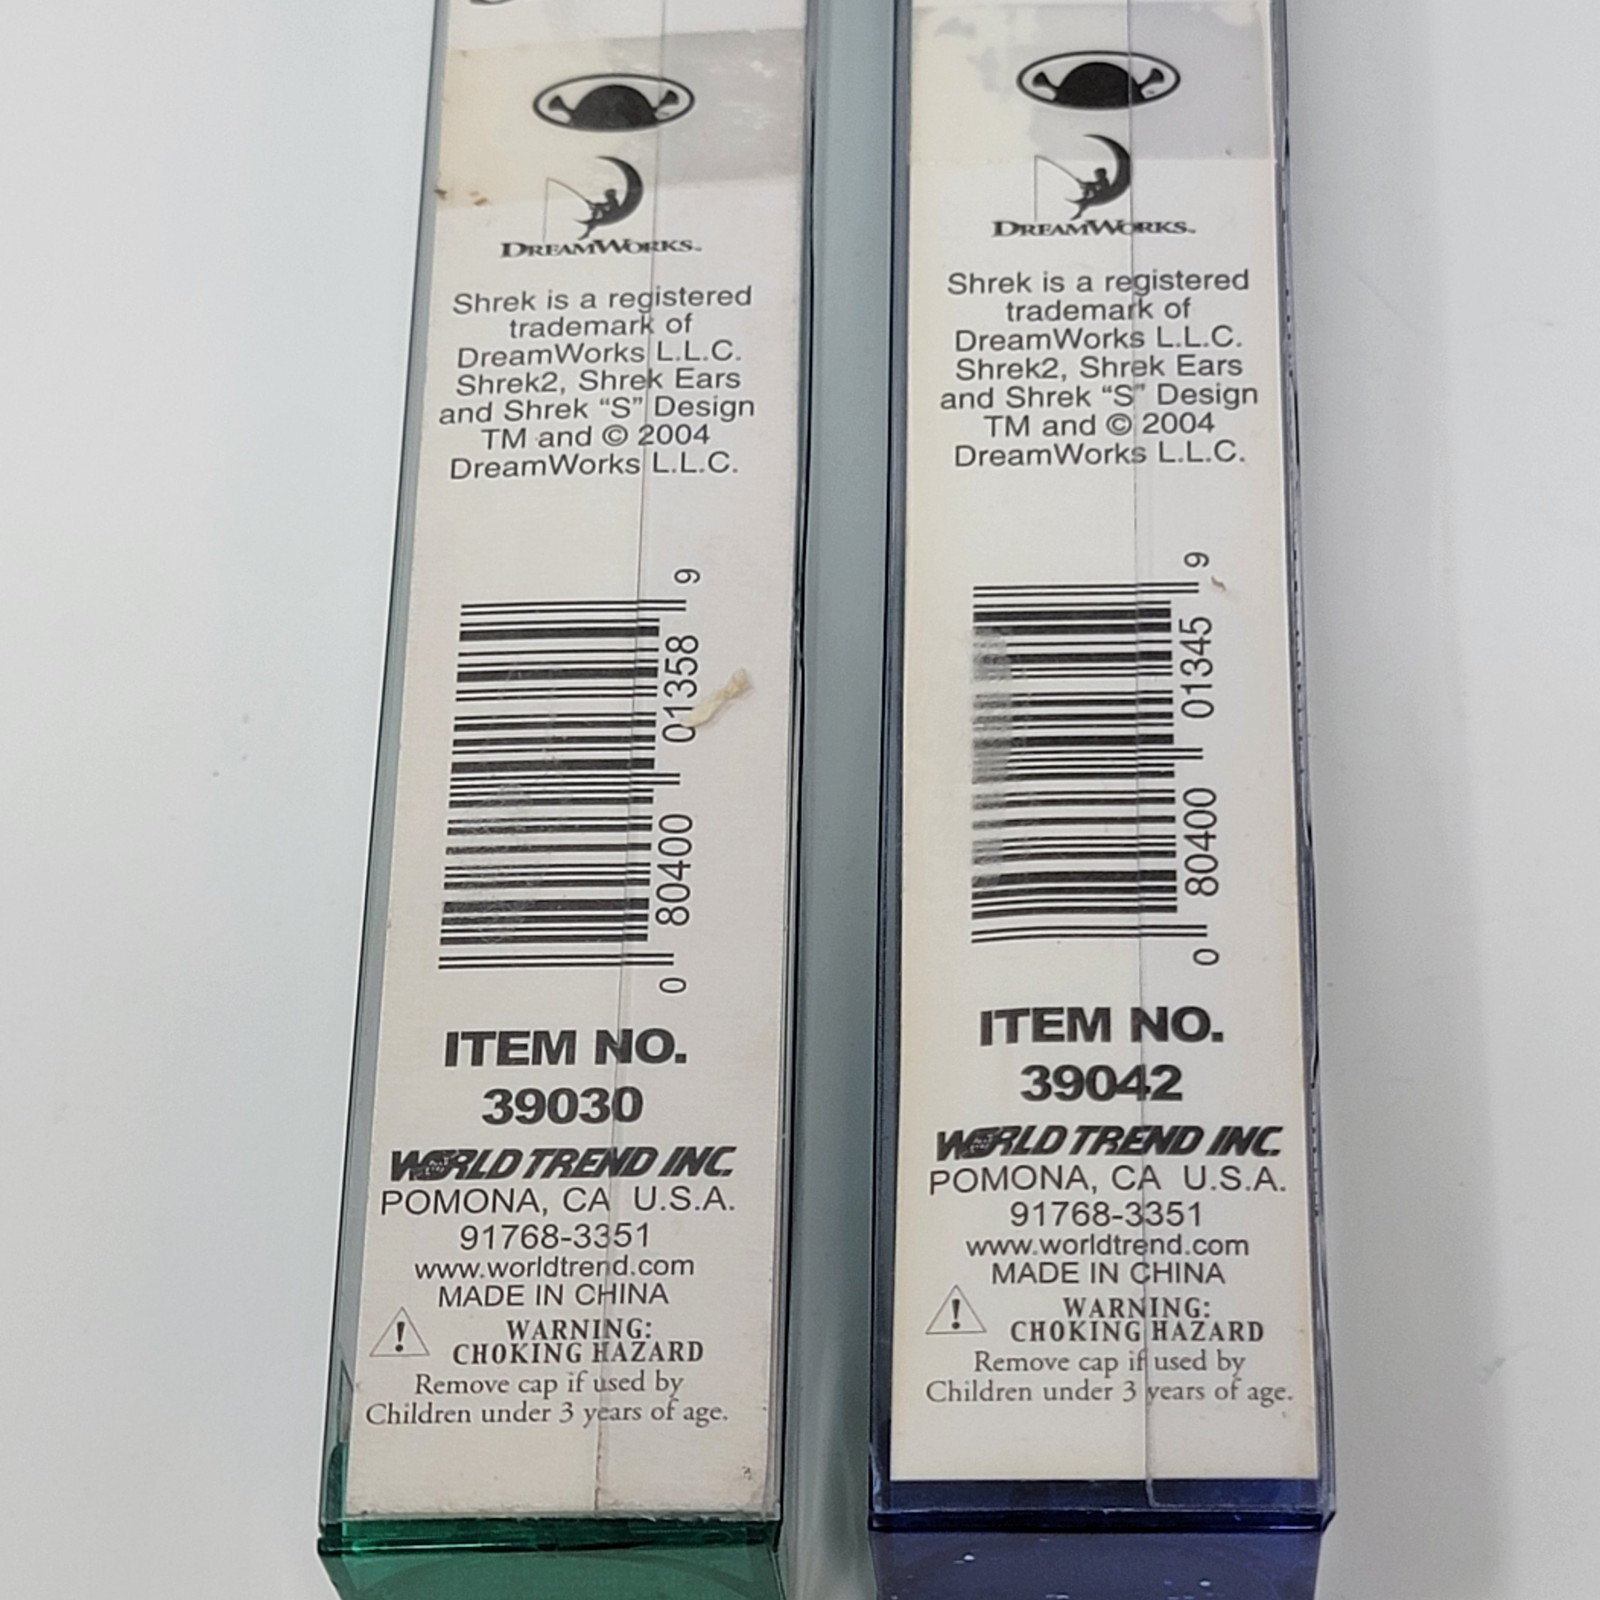 DREAMWORKS
Shrek is a registered
trademark of
DreamWorks L.L.C.
Shrek2, Shrek Ears
and Shrek “S” Design
TM and © 2004
DreamWorks L.L.C.
0 80400 01358 9
ITEM NO.
39030
WORLD TREND INC.
POMONA, CA U.S.A.
91768-3351
www.worldtrend.com
MADE IN CHINA
WARNING:
CHOKING HAZARD
Remove cap if used by
Children under 3 years of age.
DREAMWORKS
Shrek is a registered
trademark of
DreamWorks L.L.C.
Shrek2, Shrek Ears
and Shrek “S” Design
TM and © 2004
DreamWorks L.L.C.
0 80400 01345 9
ITEM NO.
39042
WORLD TREND INC.
POMONA, CA U.S.A.
91768-3351
www.worldtrend.com
MADE IN CHINA
WARNING:
CHOKING HAZARD
Remove cap if used by
Children under 3 years of age.